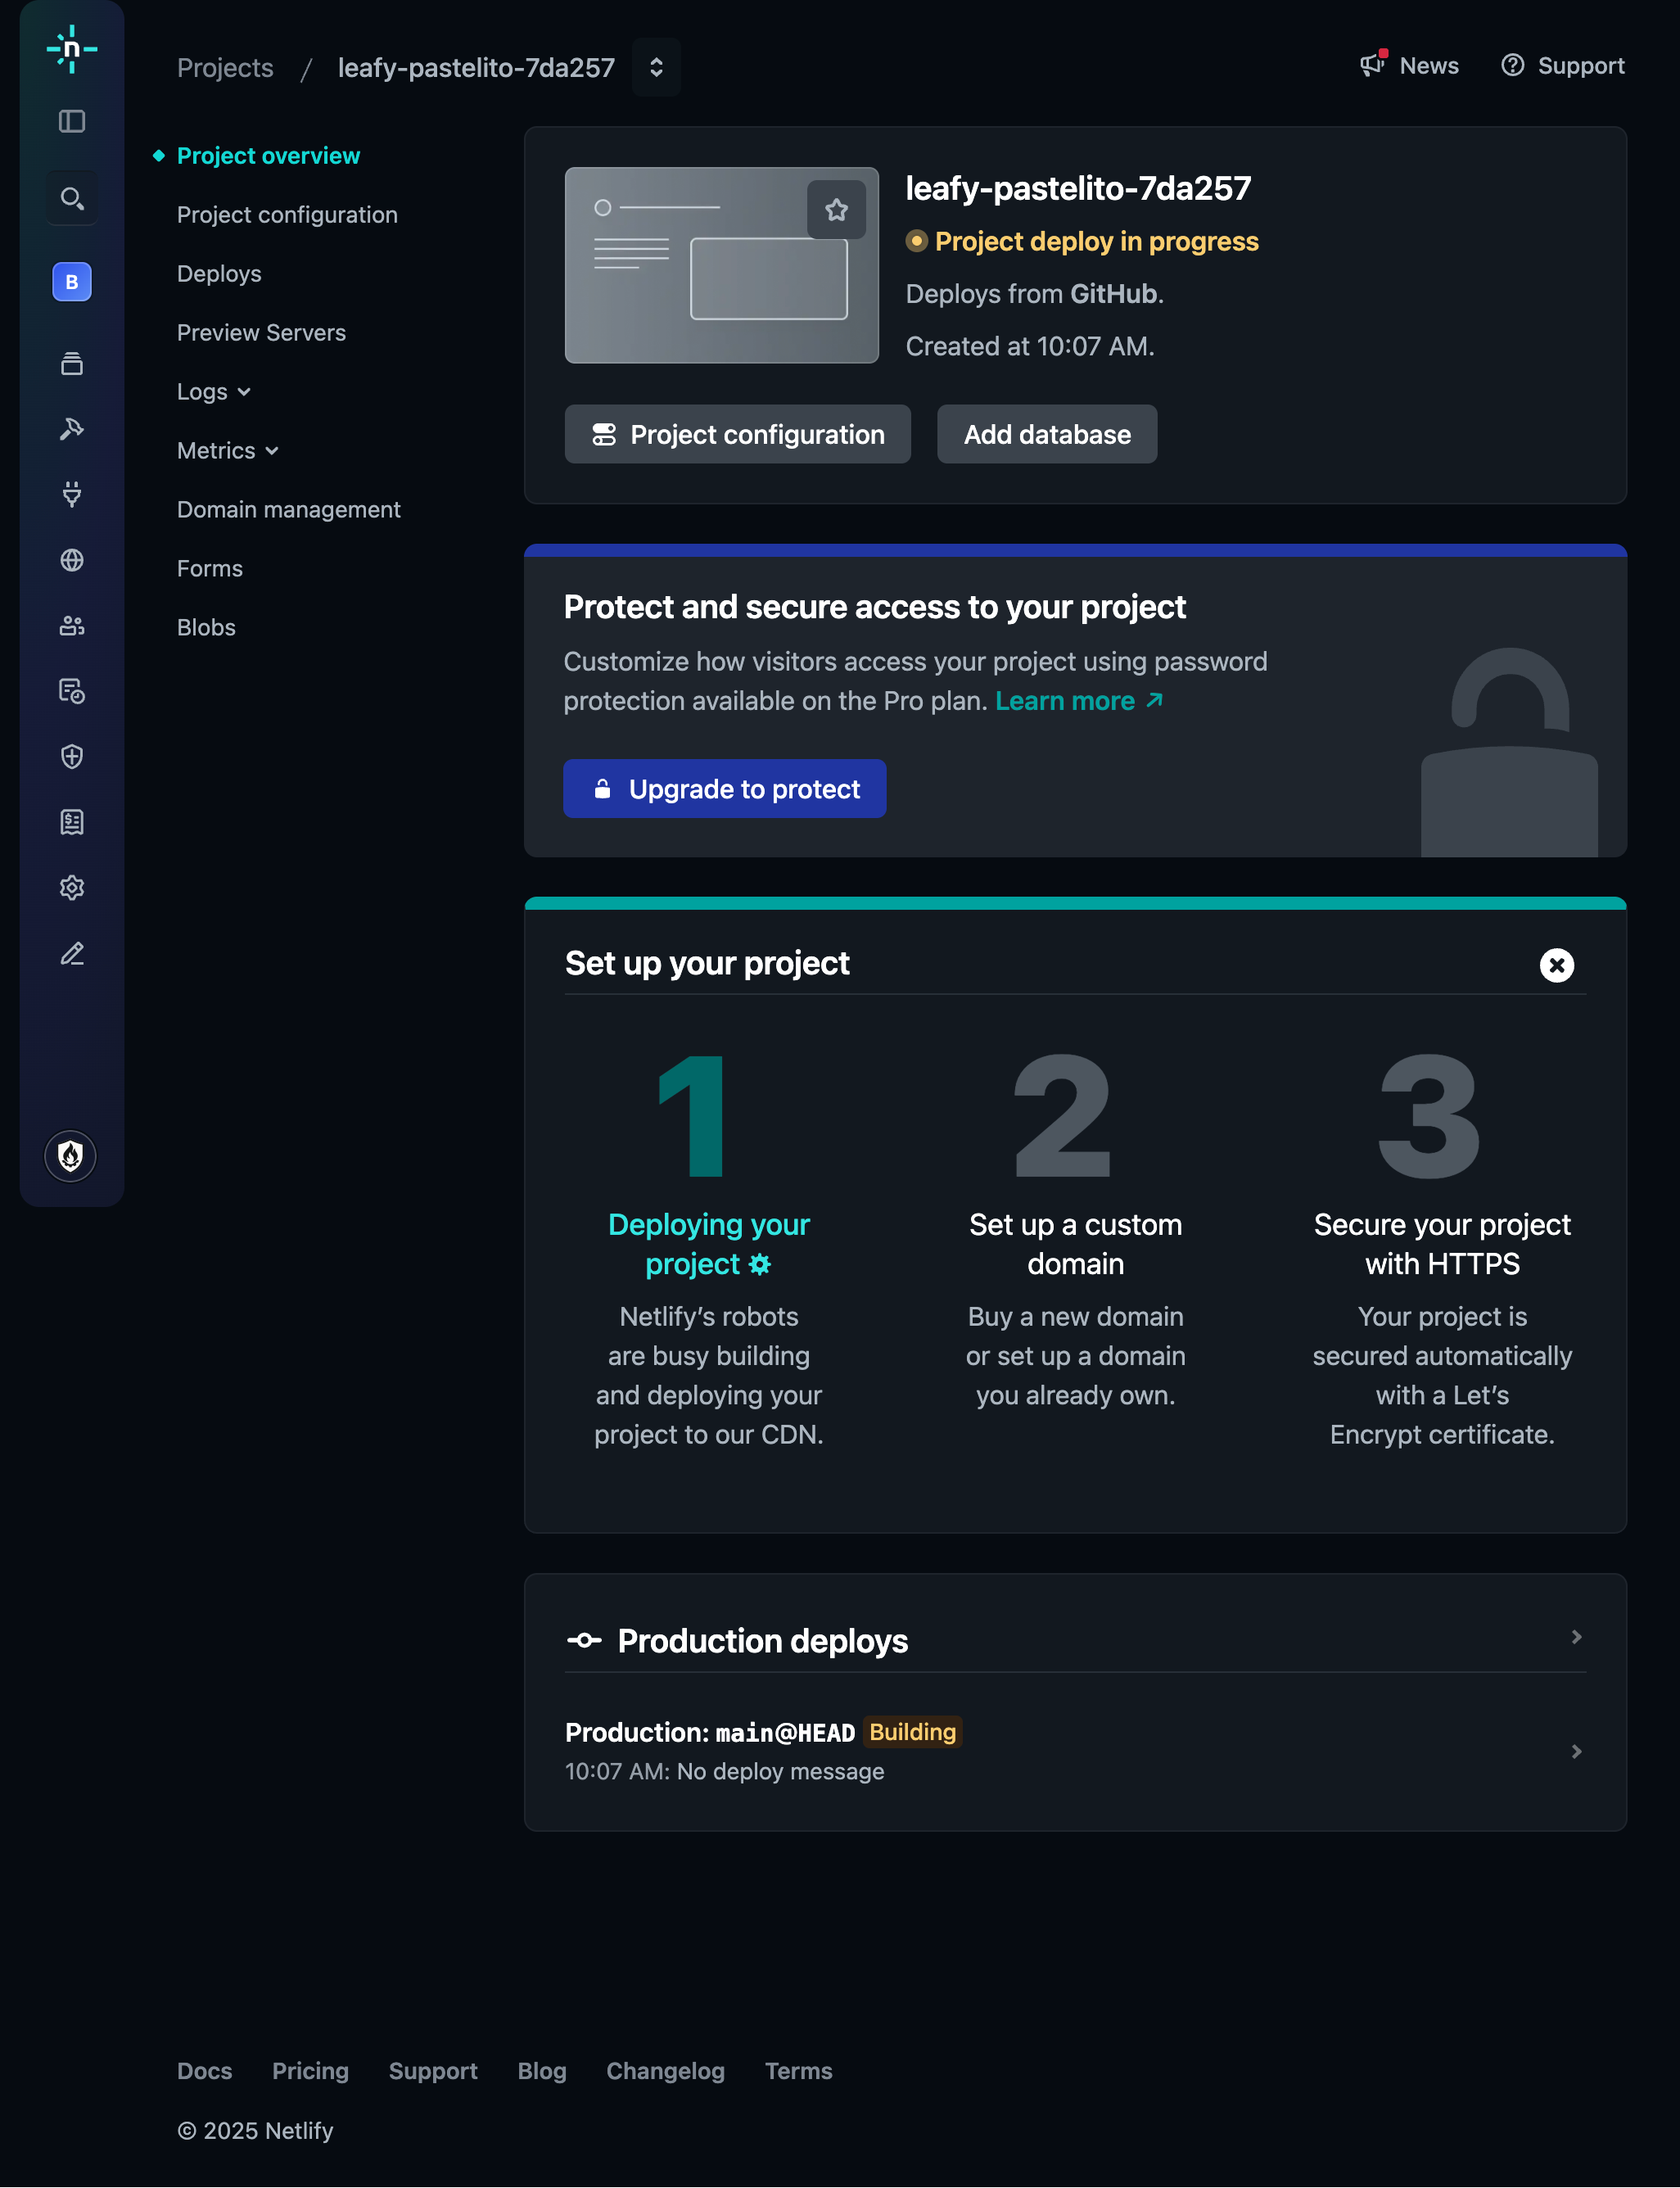 n
Projects / leafy-pastelito-7da257
News
Support
B
Project overview
Project configuration
Deploys
Preview Servers
Logs
Metrics
Domain management
Forms
Blobs
leafy-pastelito-7da257
Project deploy in progress
Deploys from GitHub.
Created at 10:07 AM.
Project configuration
Add database
Protect and secure access to your project
Customize how visitors access your project using password
protection available on the Pro plan. Learn more
Upgrade to protect
Set up your project
1
Deploying your
project
Netlify’s robots
are busy building
and deploying your
project to our CDN.
2
Set up a custom
domain
Buy a new domain
or set up a domain
you already own.
3
Secure your project
with HTTPS
Your project is
secured automatically
with a Let’s
Encrypt certificate.
Production deploys
Production: main@HEAD Building
10:07 AM: No deploy message
Docs
Pricing
Support
Blog
Changelog
Terms
© 2025 Netlify